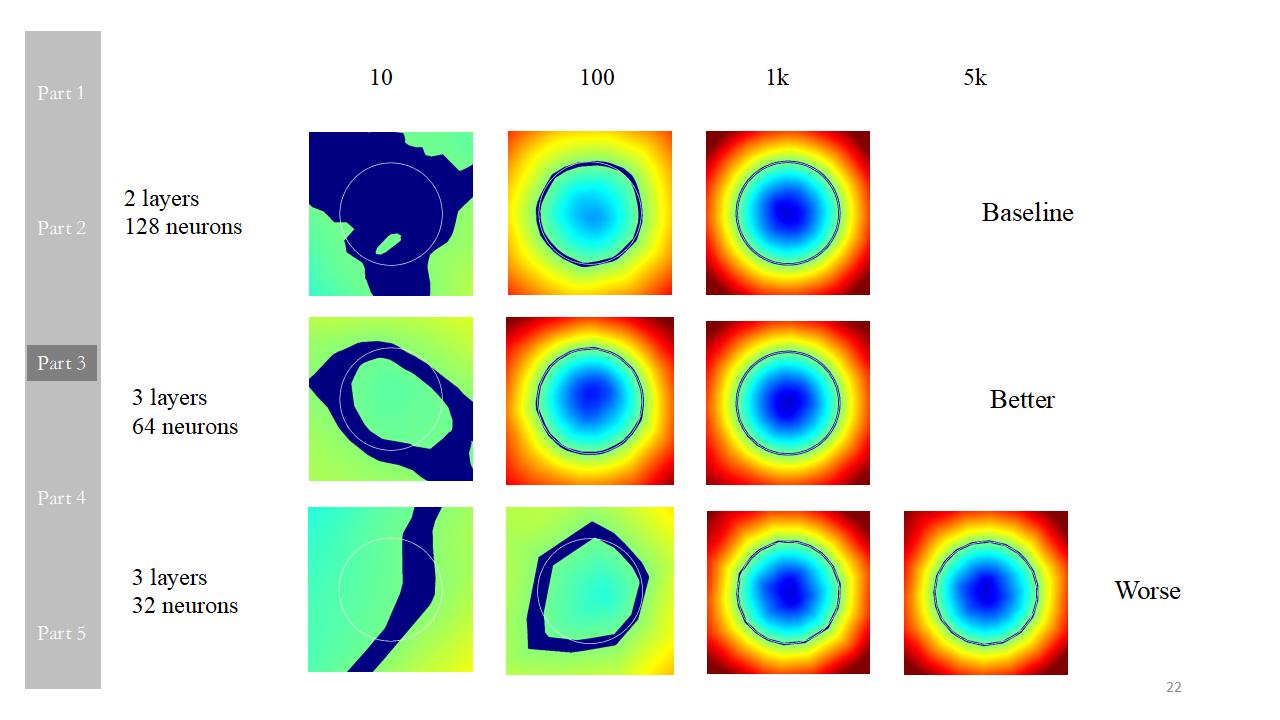 Part 1
Part 2
Part 3
Part 4
Part 5
10
100
1k
5k
2 layers
128 neurons
Baseline
3 layers
64 neurons
Better
3 layers
32 neurons
Worse
22